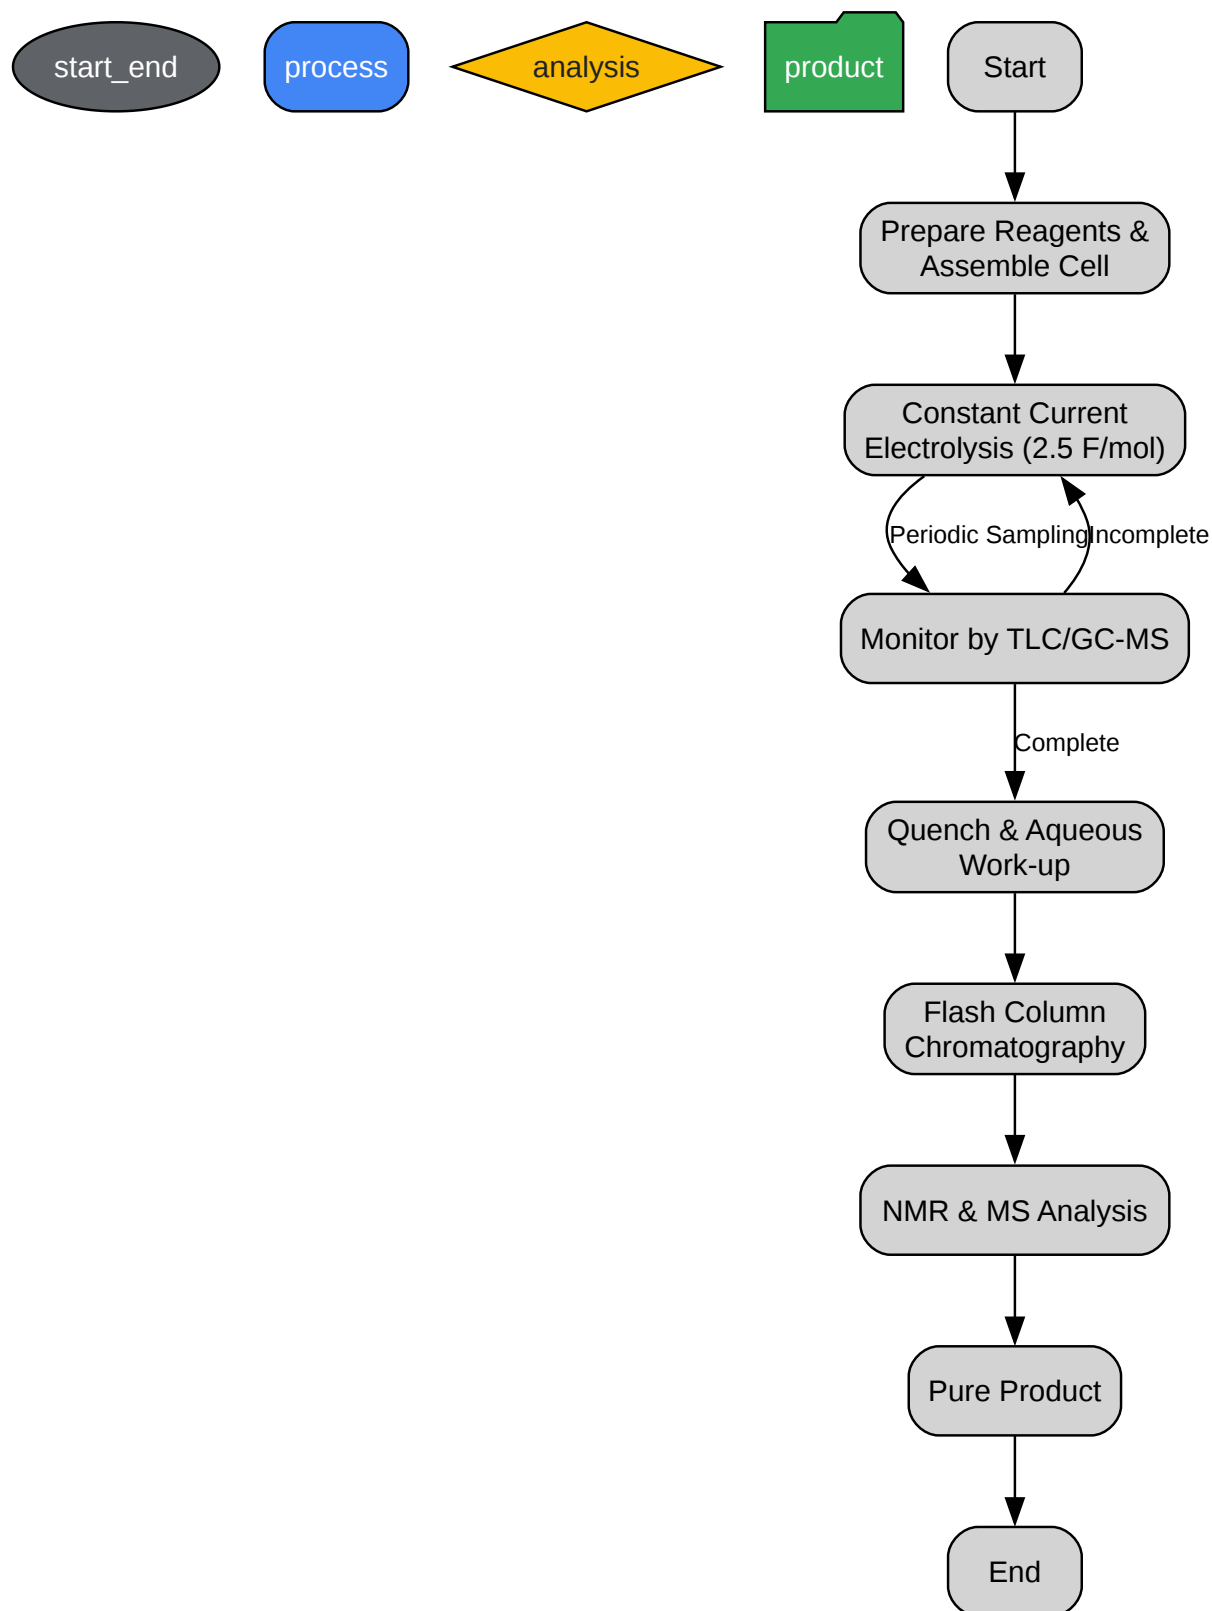 start_end
process
analysis
product
Start
Prepare Reagents &
Assemble Cell
Constant Current
Electrolysis (2.5 F/mol)
Periodic Sampling
Incomplete
Monitor by TLC/GC-MS
Complete
Quench & Aqueous
Work-up
Flash Column
Chromatography
NMR & MS Analysis
Pure Product
End